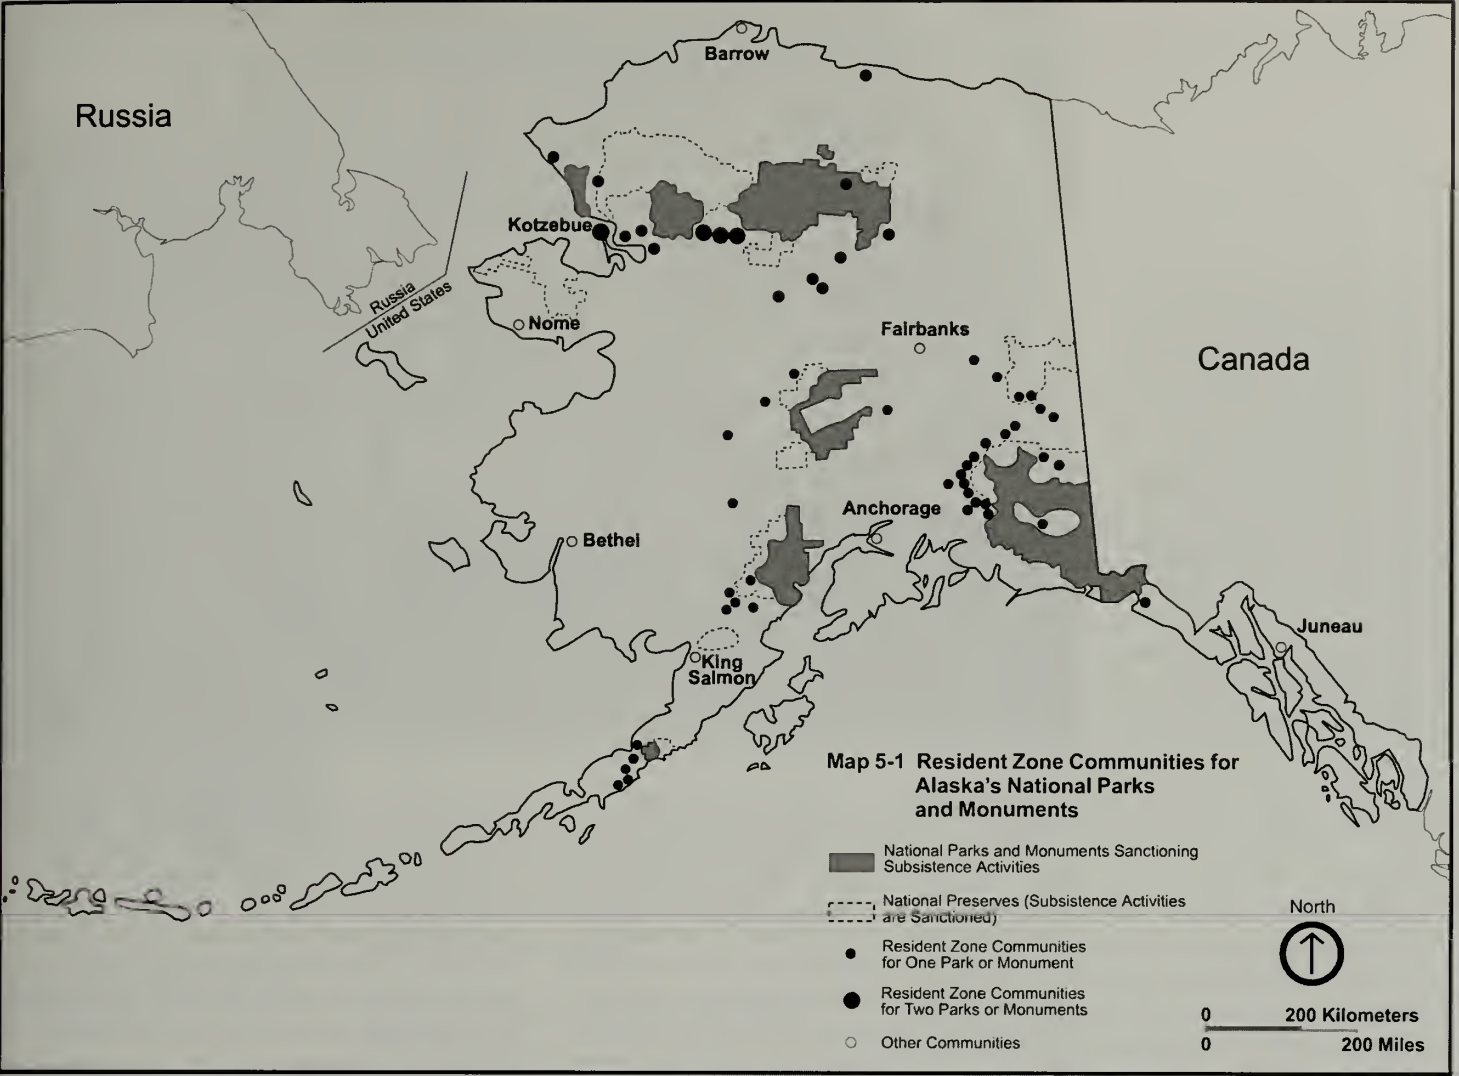 Barrow
Russia
Kotzebue
Russia
United States
Nome
Fairbanks
Canada
Anchorage
Bethel
Juneau
King
Salmon
Map 5-1 Resident Zone Communities for
Alaska's National Parks
and Monuments
National Parks and Monuments Sanctioning
Subsistence Activities
National Preserves (Subsistence Activities
are Sanctioned)
North
Resident Zone Communities
for One Park or Monument
Resident Zone Communities
for Two Parks or Monuments
0 200 Kilometers
0 200 Miles
Other Communities